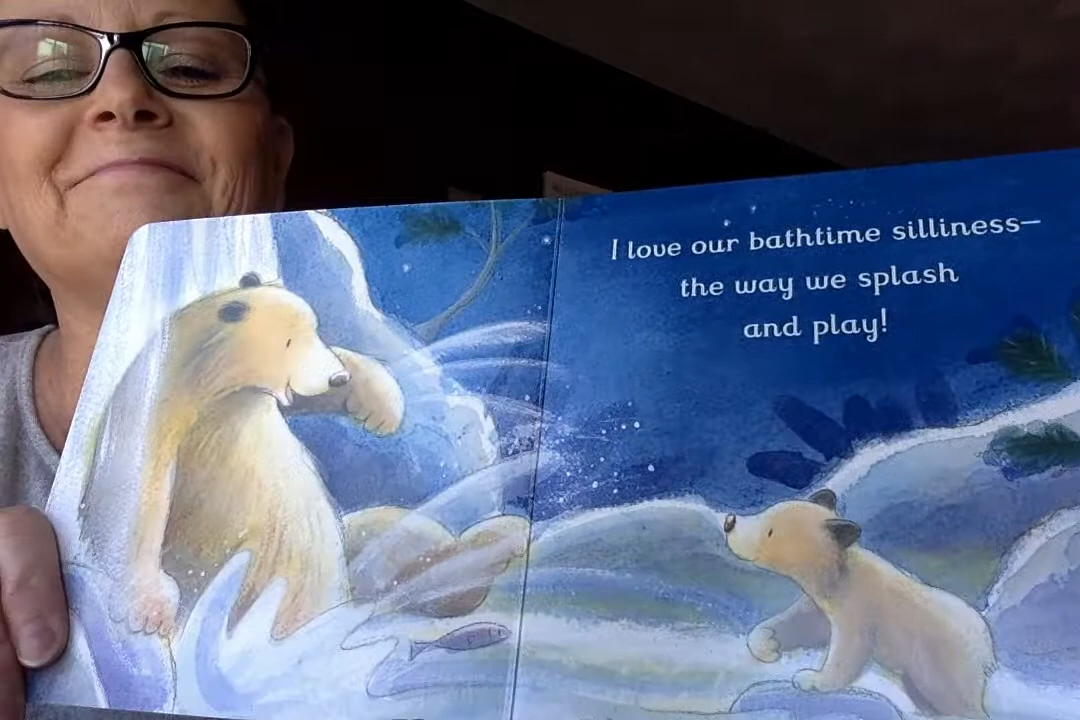 I love our bathtime silliness—
the way we splash
and play!